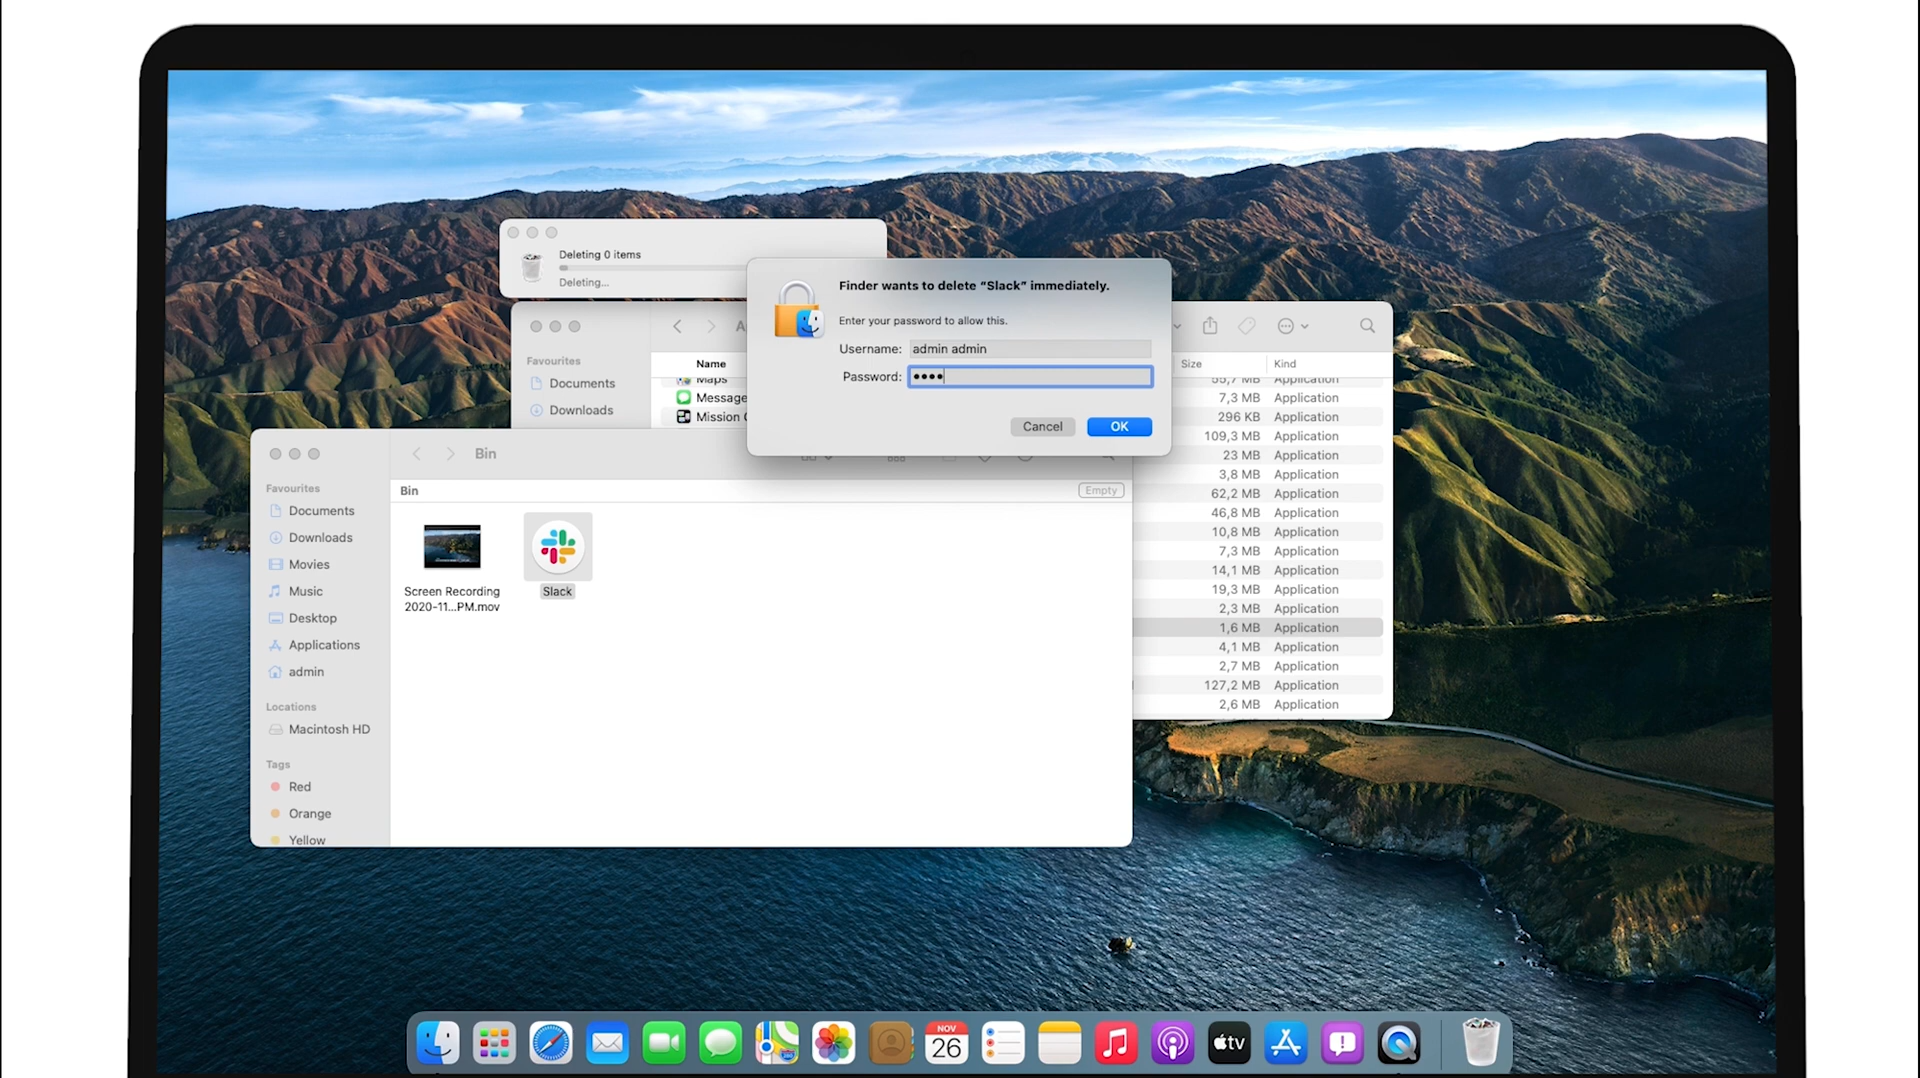 Deleting 0 items
Deleting...
Finder wants to delete “Slack” immediately.
Enter your password to allow this.
Username: admin admin
Password: ••••
Cancel
OK
Favourites
Documents
Downloads
Name
Maps
Message
Mission
Size
Kind
55,7 MB Application
7,3 MB Application
296 KB Application
109,3 MB Application
23 MB Application
3,8 MB Application
62,2 MB Application
46,8 MB Application
10,8 MB Application
7,3 MB Application
14,1 MB Application
19,3 MB Application
2,3 MB Application
1,6 MB Application
4,1 MB Application
2,7 MB Application
127,2 MB Application
2,6 MB Application
Bin
Bin
Empty
Favourites
Documents
Downloads
Movies
Music
Desktop
Applications
admin
Locations
Macintosh HD
Tags
Red
Orange
Yellow
Screen Recording
2020-11...PM.mov
Slack
NOV
26
tv